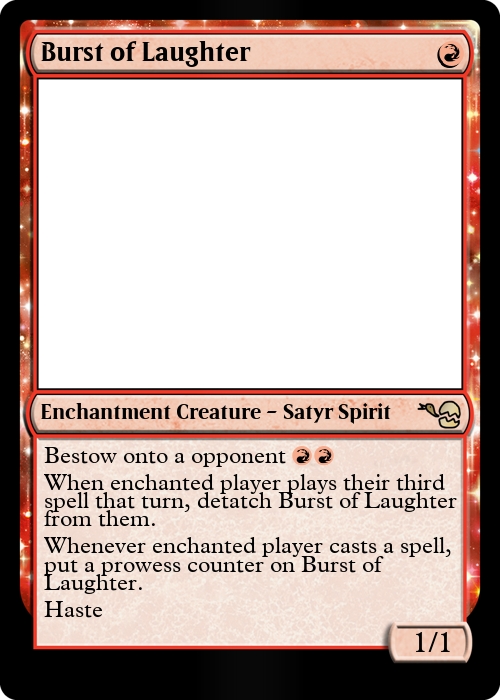 Burst of Laughter
Enchantment Creature – Satyr Spirit
Bestow onto a opponent
When enchanted player plays their third
spell that turn, detatch Burst of Laughter
from them.
Whenever enchanted player casts a spell,
put a prowess counter on Burst of
Laughter.
Haste
1/1